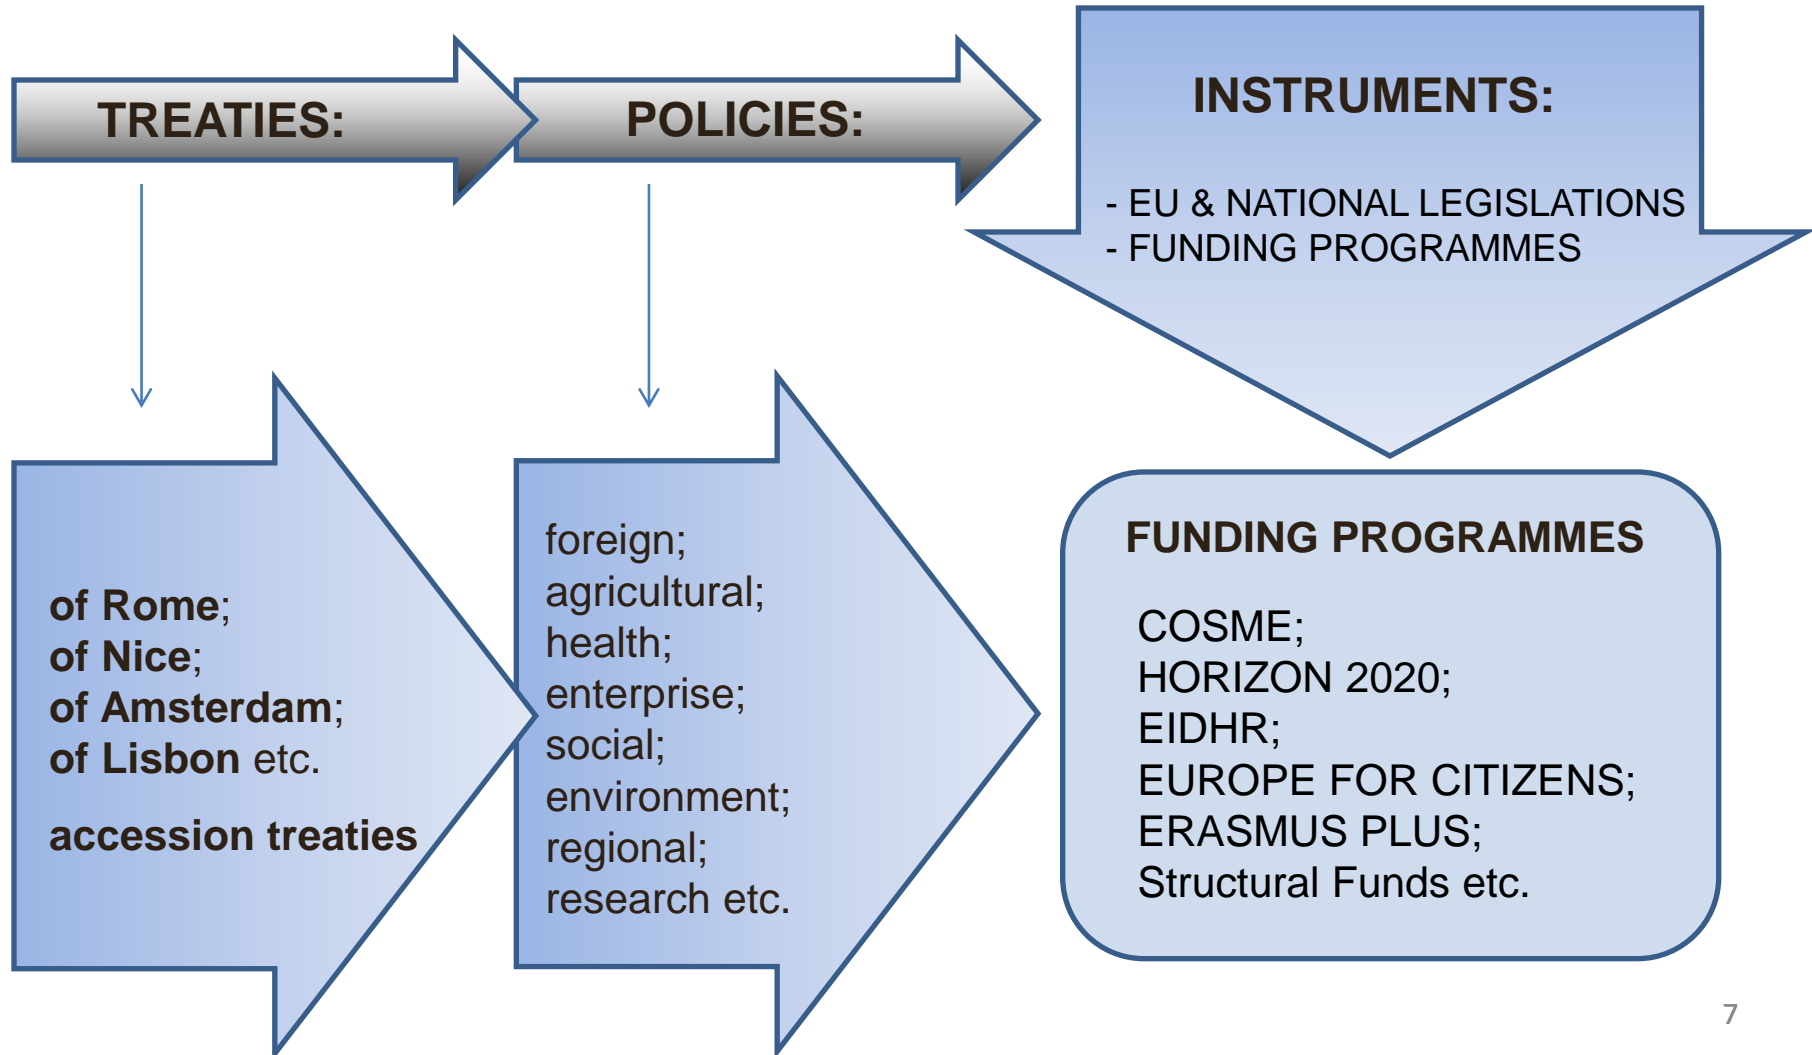 TREATIES:
POLICIES:
INSTRUMENTS:
- EU & NATIONAL LEGISLATIONS
- FUNDING PROGRAMMES
of Rome;
of Nice;
of Amsterdam;
of Lisbon etc.
accession treaties
foreign;
agricultural;
health;
enterprise;
social;
environment;
regional;
research etc.
FUNDING PROGRAMMES
COSME;
HORIZON 2020;
EIDHR;
EUROPE FOR CITIZENS;
ERASMUS PLUS;
Structural Funds etc.
7